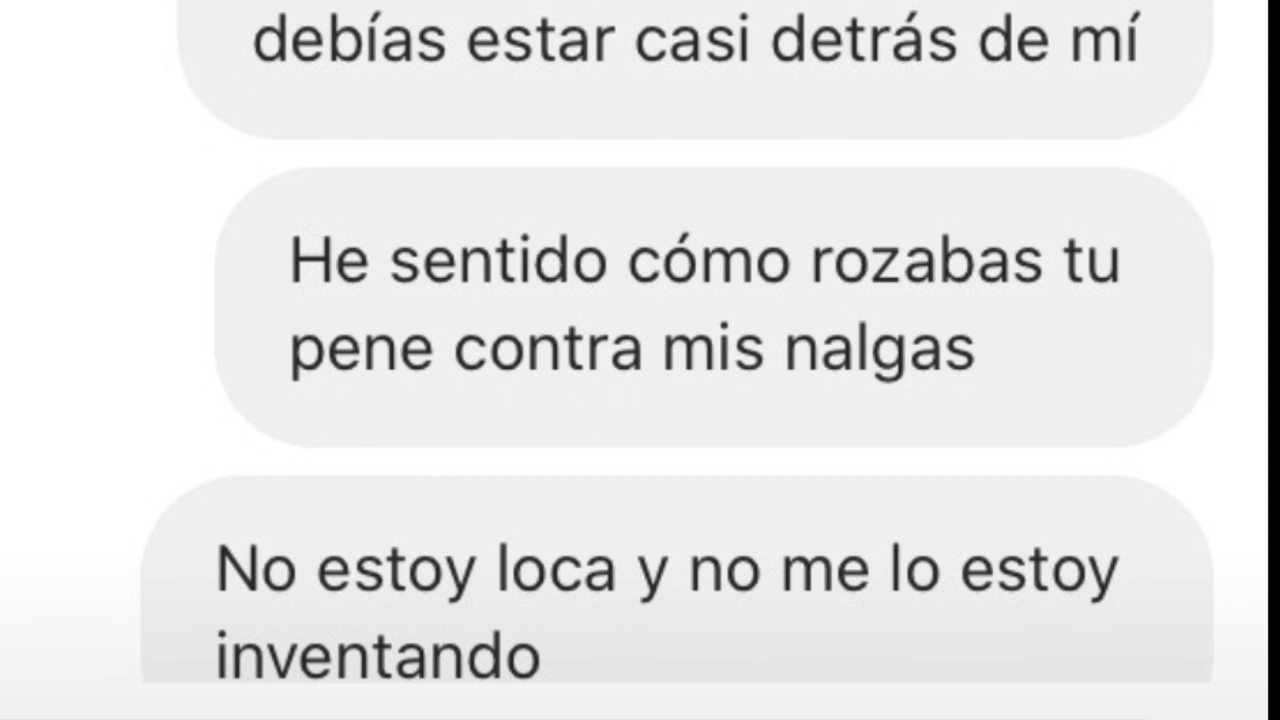 debías estar casi detrás de mí
He sentido cómo rozabas tu
pene contra mis nalgas
No estoy loca y no me lo estoy
inventando